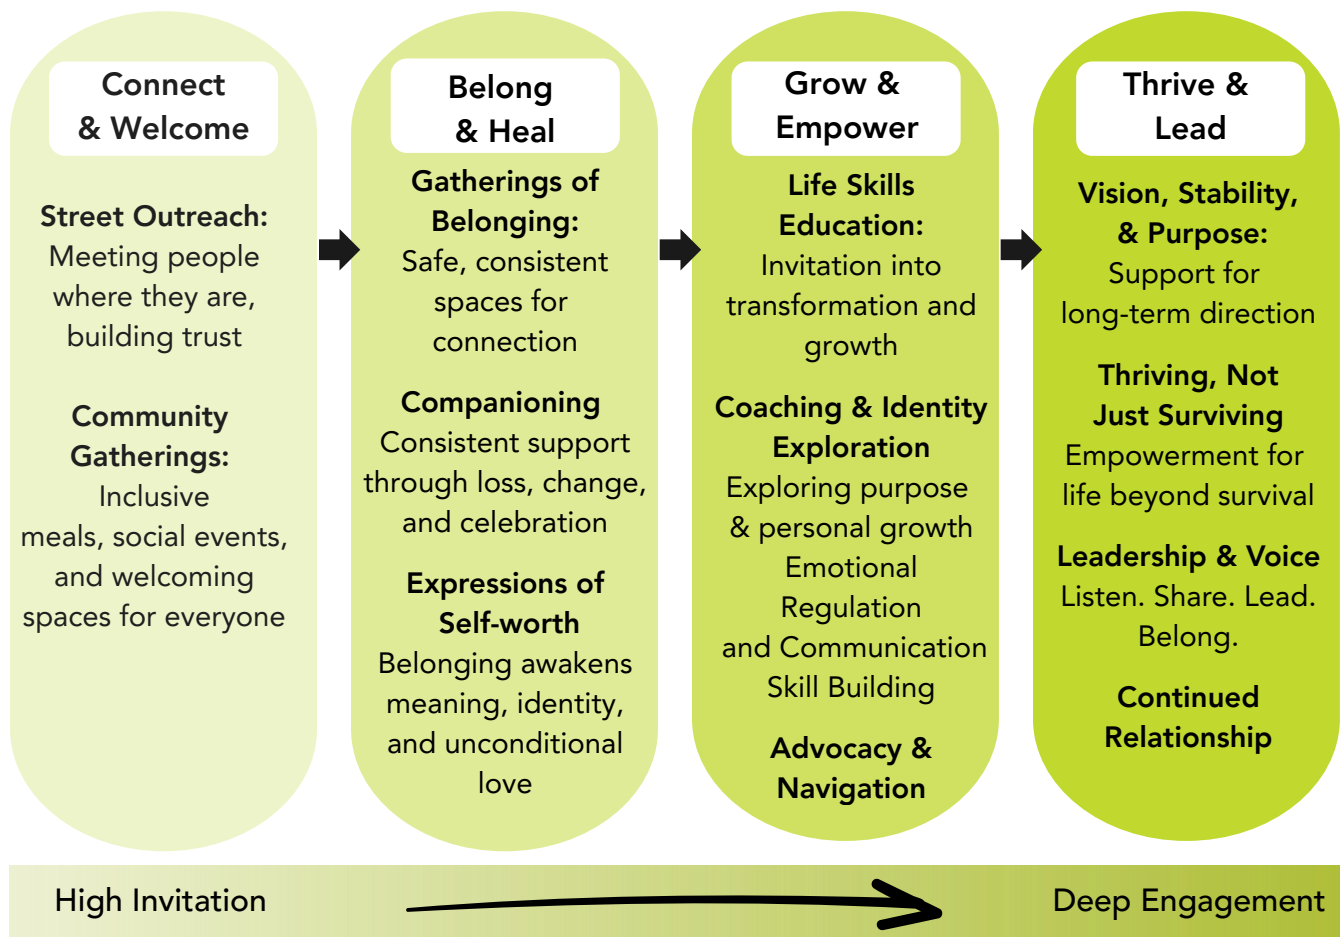 Connect
& Welcome
Street Outreach:
Meeting people
where they are,
building trust
Community
Gatherings:
Inclusive
meals, social events,
and welcoming
spaces for everyone
Belong
& Heal
Gatherings of
Belonging:
Safe, consistent
spaces for
connection
Companioning
Consistent support
through loss, change,
and celebration
Expressions of
Self-worth
Belonging awakens
meaning, identity,
and unconditional
love
Grow &
Empower
Life Skills
Education:
Invitation into
transformation and
growth
Coaching & Identity
Exploration
Exploring purpose
& personal growth
Emotional
Regulation
and Communication
Skill Building
Advocacy &
Navigation
Thrive &
Lead
Vision, Stability,
& Purpose:
Support for
long-term direction
Thriving, Not
Just Surviving
Empowerment for
life beyond survival
Leadership & Voice
Listen. Share. Lead.
Belong.
Continued
Relationship
High Invitation
Deep Engagement